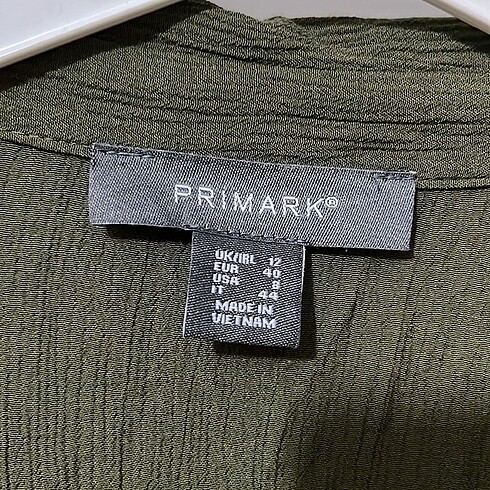 PRIMARK®
UK/IRL 12
EUR 40
USA 8
IT 44
MADE IN
VIETNAM